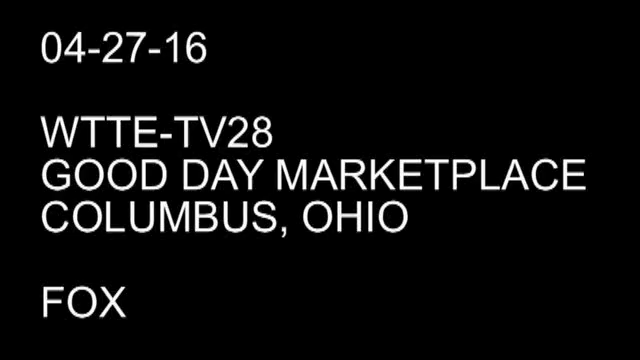 04-27-16
WTTE-TV28
GOOD DAY MARKETPLACE
COLUMBUS, OHIO
FOX